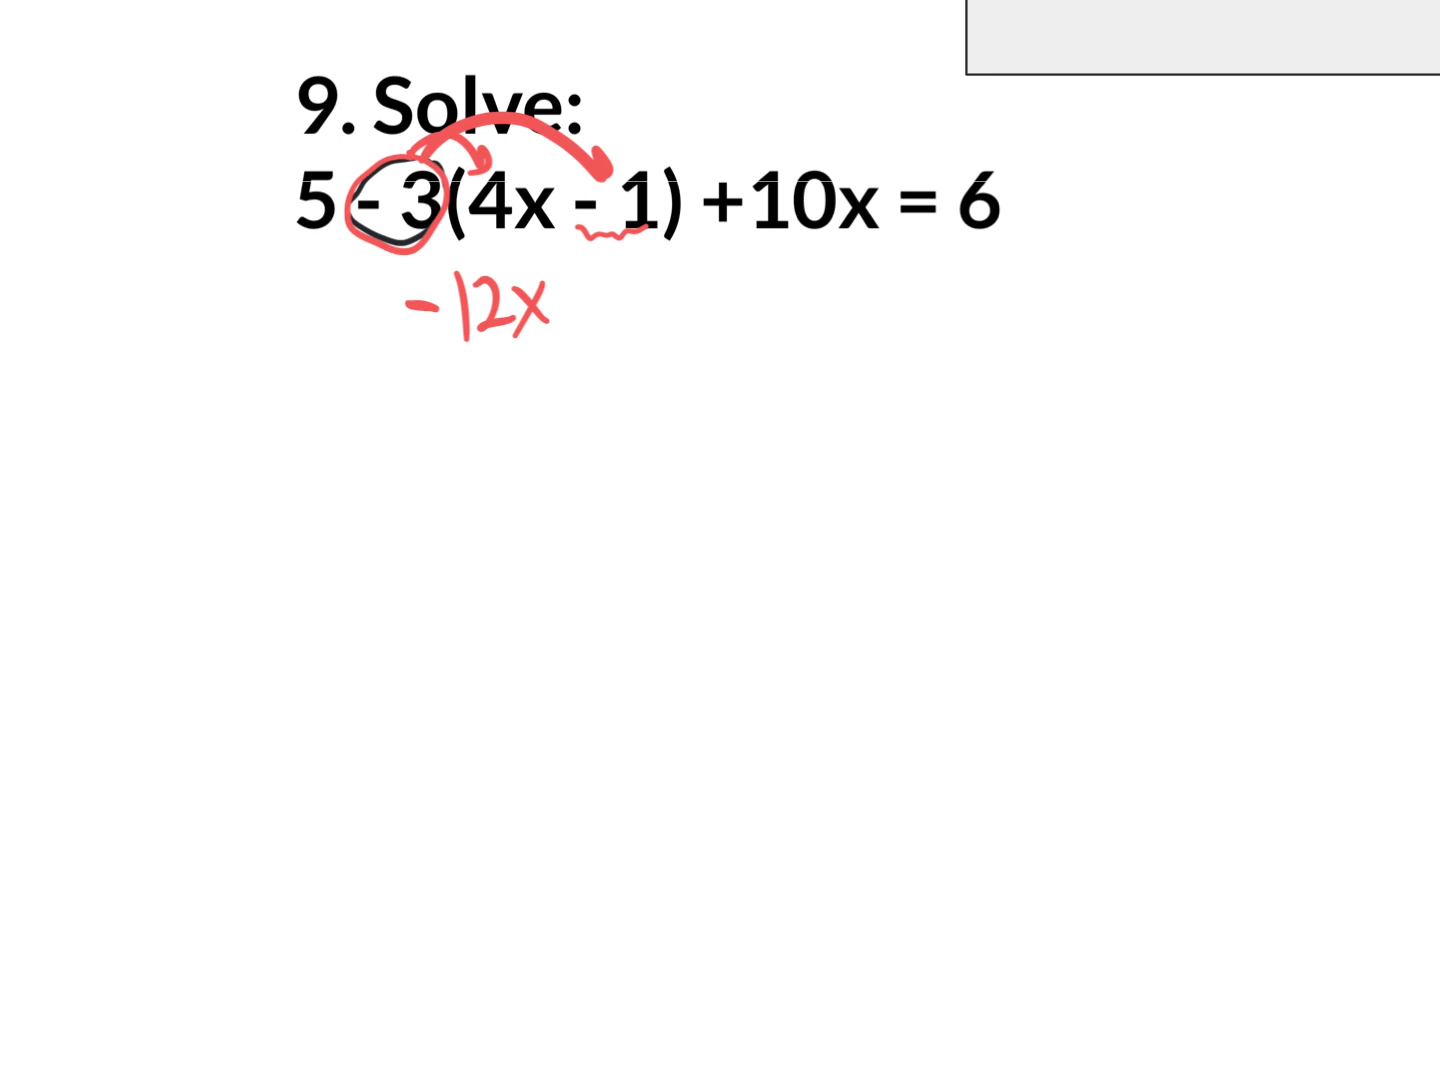 9. Solve:
5 - 3(4x - 1) +10x = 6
-12x